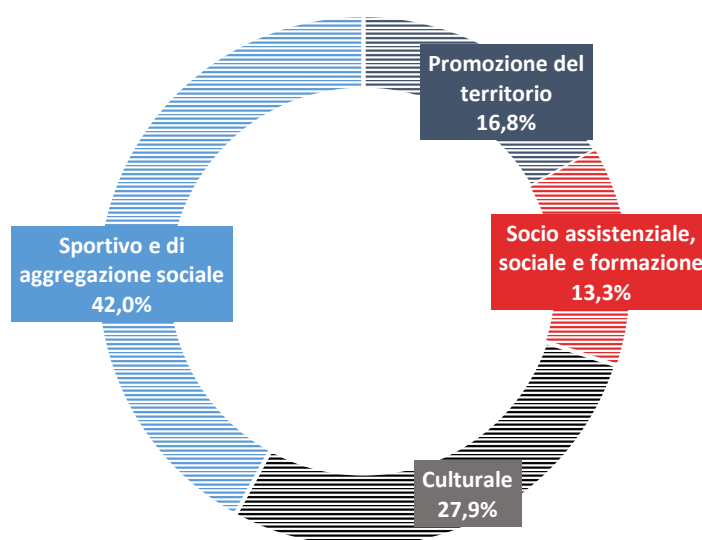 Promozione del
territorio
16,8%
Socio assistenziale,
sociale e formazione
13,3%
Sportivo e di
aggregazione sociale
42,0%
Culturale
27,9%